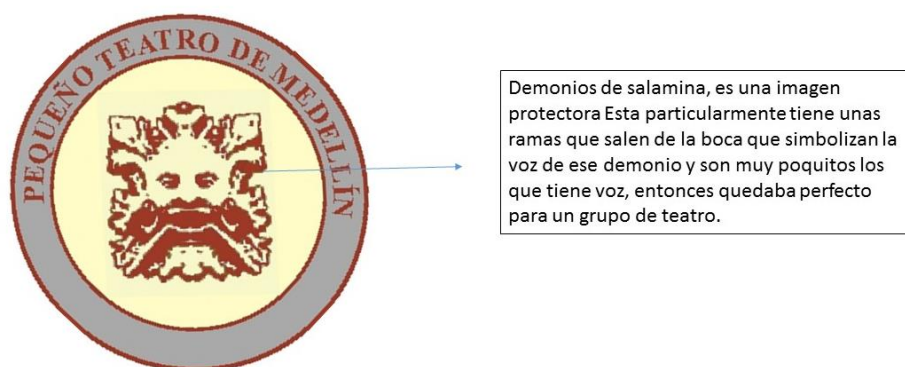 PEQUEÑO TEATRO DE MEDELLÍN
Demonios de salamina, es una imagen
protectora Esta particularmente tiene unas
ramas que salen de la boca que simbolizan la
voz de ese demonio y son muy poquitos los
que tiene voz, entonces quedaba perfecto
para un grupo de teatro.